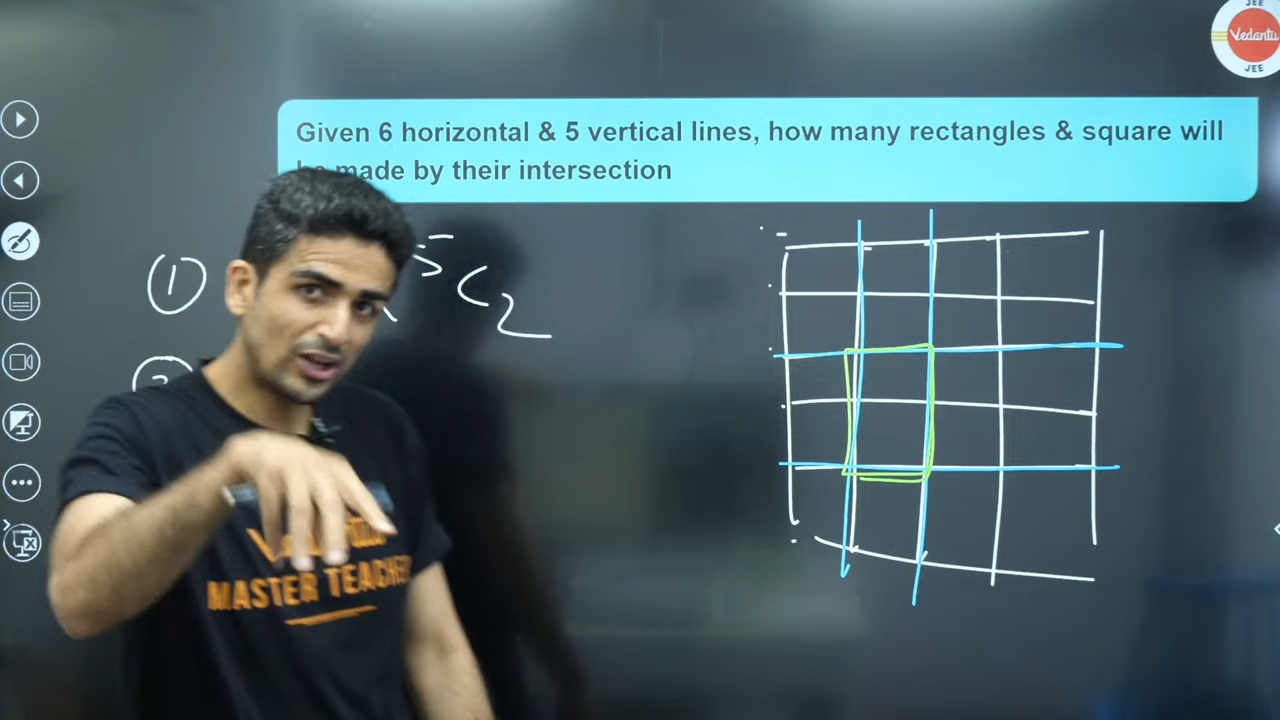 JEE
Vedantu
JEE
Given 6 horizontal & 5 vertical lines, how many rectangles & square will
be made by their intersection
① 5C2
MASTER TEACHER